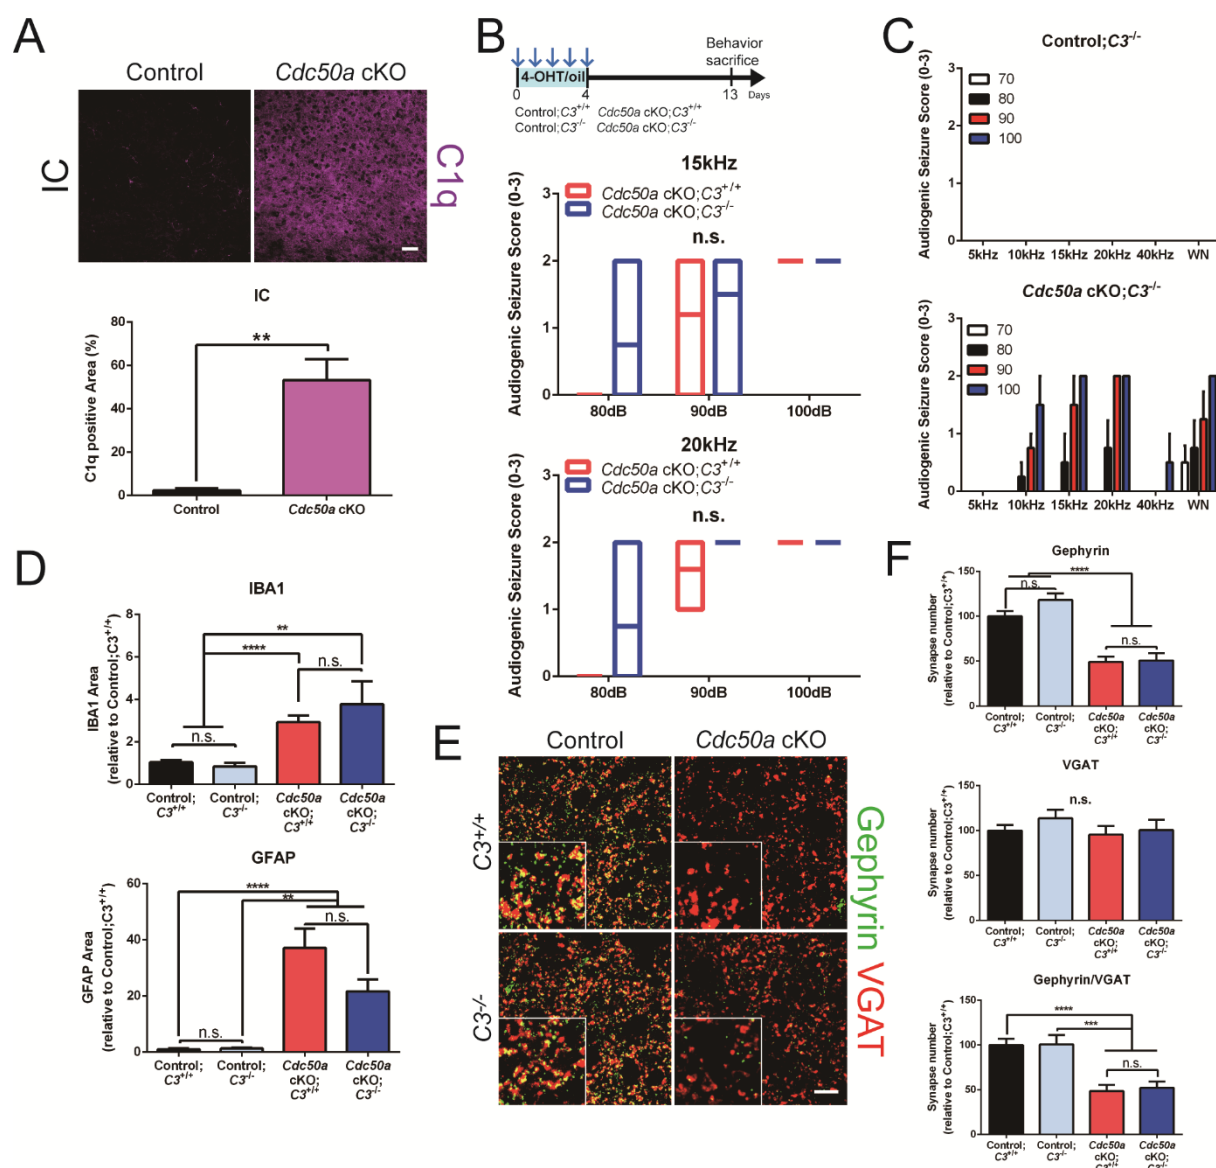 A
Control
Cdc50a cKO
IC
C1q
IC
C1q positive Area (%)
80
60
40
20
0
**
Control
Cdc50a cKO
B
Behavior
sacrifice
4-OHT/oil
0
4
13
Days
Control;C3+/+
Cdc50a cKO;C3+/+
Control;C3-/-
Cdc50a cKO;C3-/-
15kHz
Audiogenic Seizure Score (0-3)
3
2
1
0
Cdc50a cKO;C3+/+
Cdc50a cKO;C3-/-
n.s.
80dB
90dB
100dB
20kHz
Audiogenic Seizure Score (0-3)
3
2
1
0
Cdc50a cKO;C3+/+
Cdc50a cKO;C3-/-
n.s.
80dB
90dB
100dB
C
Control;C3-/-
Audiogenic Seizure Score (0-3)
3
2
1
0
70
80
90
100
5kHz
10kHz
15kHz
20kHz
40kHz
WN
Cdc50a cKO;C3-/-
Audiogenic Seizure Score (0-3)
3
2
1
0
70
80
90
100
5kHz
10kHz
15kHz
20kHz
40kHz
WN
D
IBA1
IBA1 Area
(relative to Control;C3+/+)
8
6
4
2
0
**
****
n.s.
n.s.
Control;
C3+/+
Control;
C3-/-
Cdc50a
cKO;
C3+/+
Cdc50a
cKO;
C3-/-
GFAP
GFAP Area
(relative to Control;C3+/+)
60
40
20
0
****
**
n.s.
n.s.
Control;
C3+/+
Control;
C3-/-
Cdc50a
cKO;
C3+/+
Cdc50a
cKO;
C3-/-
E
Control
Cdc50a cKO
C3+/+
C3-/-
Gephyrin VGAT
F
Gephyrin
Synapse number
(relative to Control;C3+/+)
150
100
50
0
****
n.s.
n.s.
Control;
C3+/+
Control;
C3-/-
Cdc50a
cKO;
C3+/+
Cdc50a
cKO;
C3-/-
VGAT
Synapse number
(relative to Control;C3+/+)
150
100
50
0
n.s.
Control;
C3+/+
Control;
C3-/-
Cdc50a
cKO;
C3+/+
Cdc50a
cKO;
C3-/-
Gephyrin/VGAT
Synapse number
(relative to Control;C3+/+)
150
100
50
0
****
***
n.s.
Control;
C3+/+
Control;
C3-/-
Cdc50a
cKO;
C3+/+
Cdc50a
cKO;
C3-/-